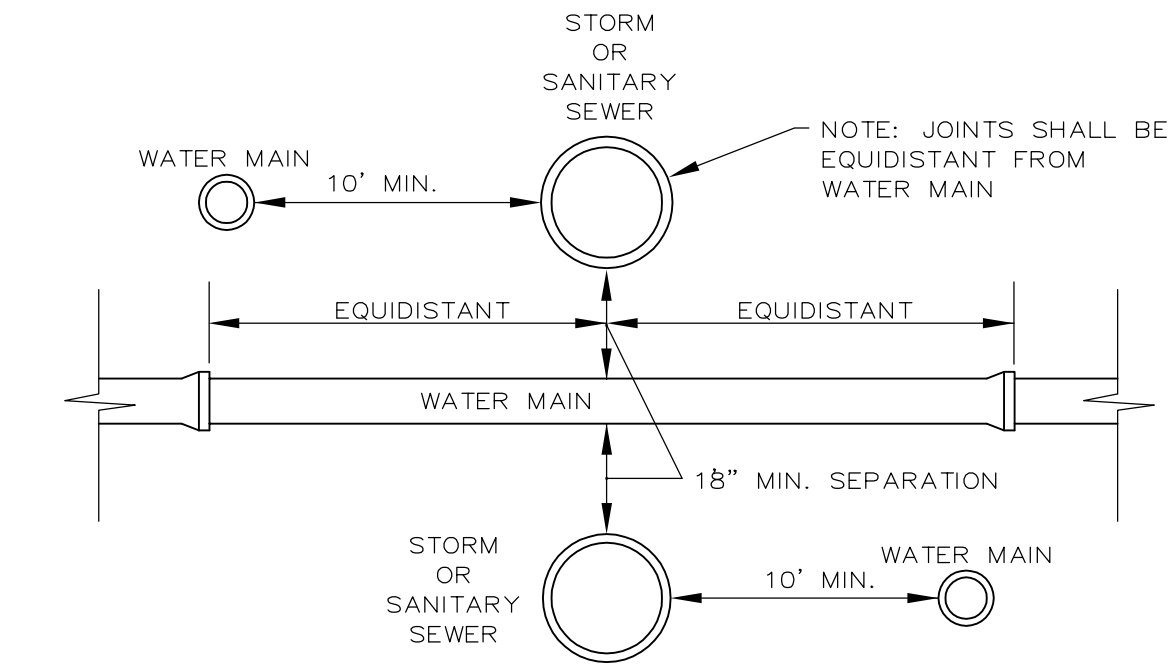 STORM
OR
SANITARY
SEWER
NOTE: JOINTS SHALL BE
EQUIDISTANT FROM
WATER MAIN
WATER MAIN
10' MIN.
EQUIDISTANT
EQUIDISTANT
WATER MAIN
18" MIN. SEPARATION
STORM
OR
SANITARY
SEWER
WATER MAIN
10' MIN.